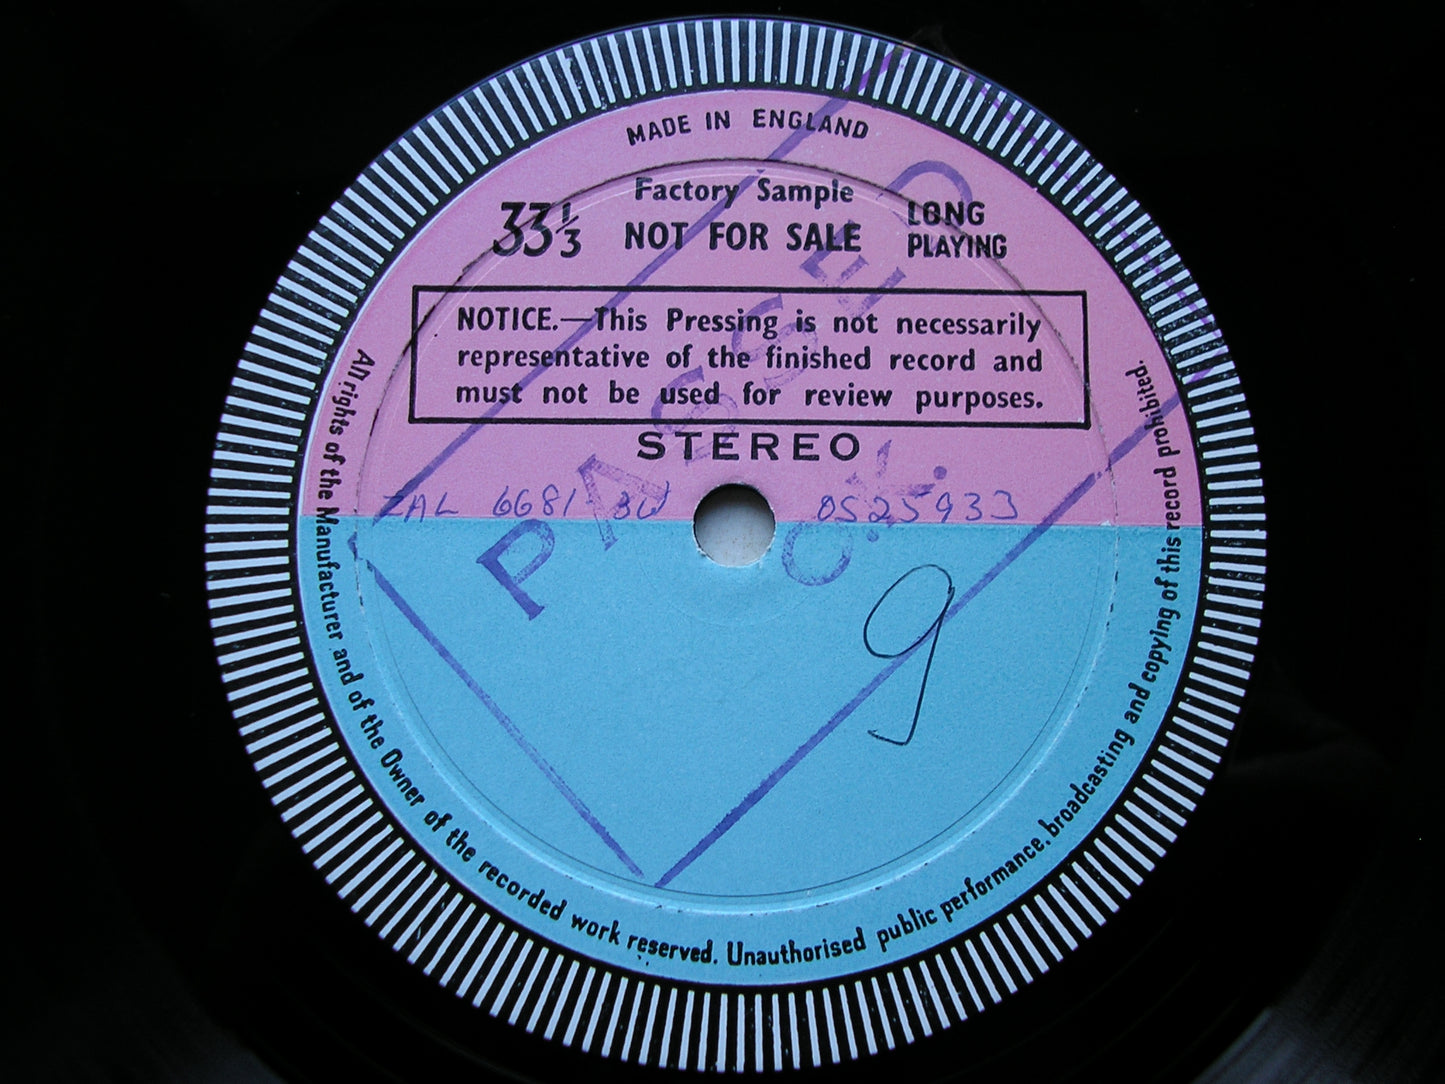 MADE IN ENGLAND
Factory Sample
33⅓ NOT FOR SALE LONG PLAYING
NOTICE.—This Pressing is not necessarily
representative of the finished record and
must not be used for review purposes.
STEREO
ZAL 6681 3W 0525933
PASSED
C.K.
9
All rights of the Manufacturer and of the Owner of the recorded work reserved. Unauthorised public performance, broadcasting and copying of this record prohibited.